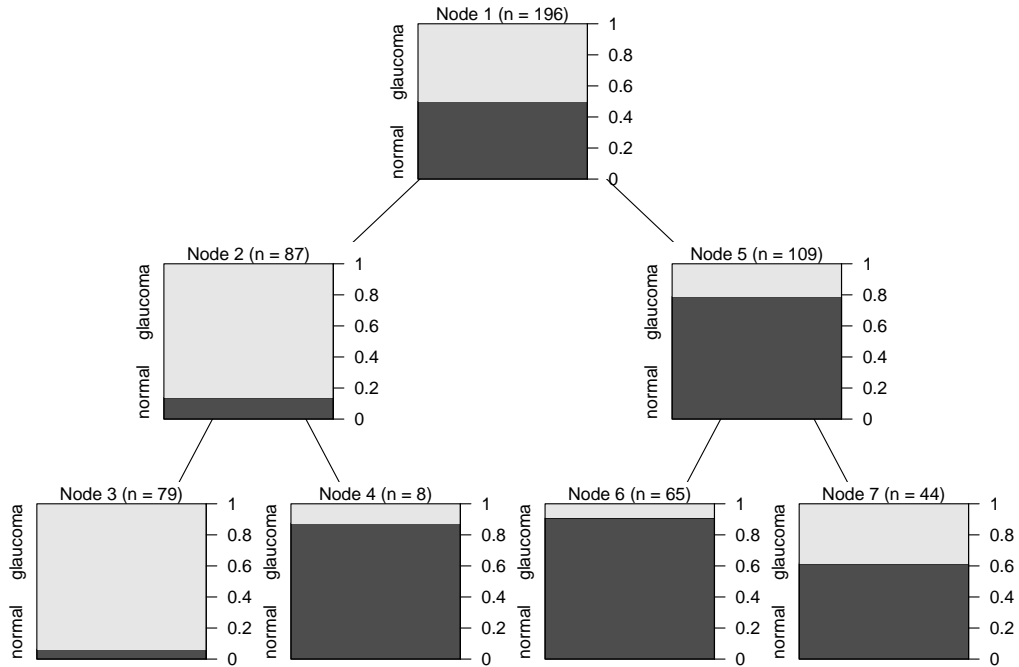 Node 1 (n = 196)
glaucoma
normal
1
0.8
0.6
0.4
0.2
0
Node 2 (n = 87)
glaucoma
normal
1
0.8
0.6
0.4
0.2
0
Node 5 (n = 109)
glaucoma
normal
1
0.8
0.6
0.4
0.2
0
Node 3 (n = 79)
glaucoma
normal
1
0.8
0.6
0.4
0.2
0
Node 4 (n = 8)
glaucoma
normal
1
0.8
0.6
0.4
0.2
0
Node 6 (n = 65)
glaucoma
normal
1
0.8
0.6
0.4
0.2
0
Node 7 (n = 44)
glaucoma
normal
1
0.8
0.6
0.4
0.2
0